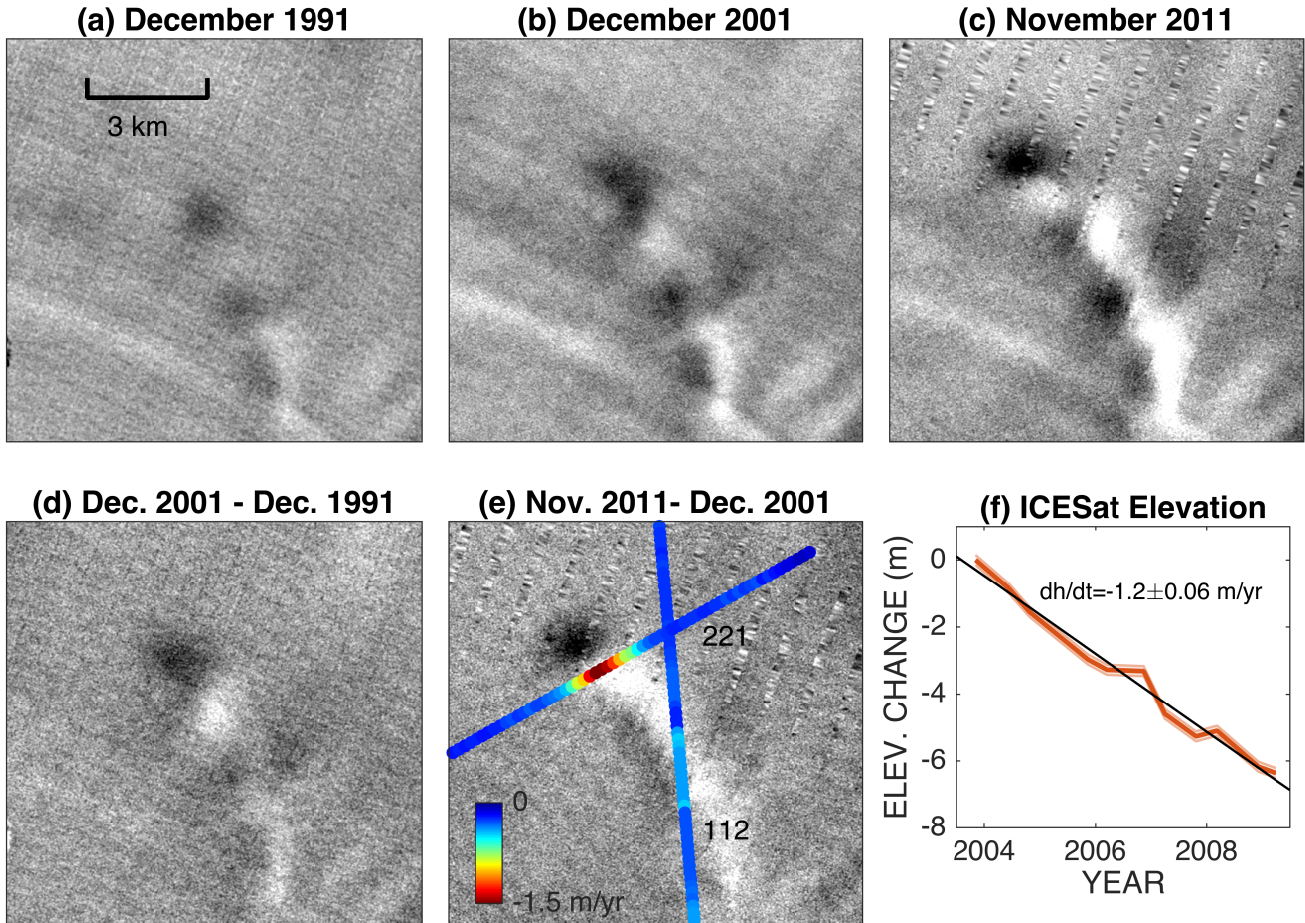 (a) December 1991
(b) December 2001
(c) November 2011
3 km
(d) Dec. 2001 - Dec. 1991
(e) Nov. 2011- Dec. 2001
(f) ICESat Elevation
221
112
0
-1.5 m/yr
ELEV. CHANGE (m)
0
-2
-4
-6
-8
dh/dt=-1.2±0.06 m/yr
2004 2006 2008
YEAR